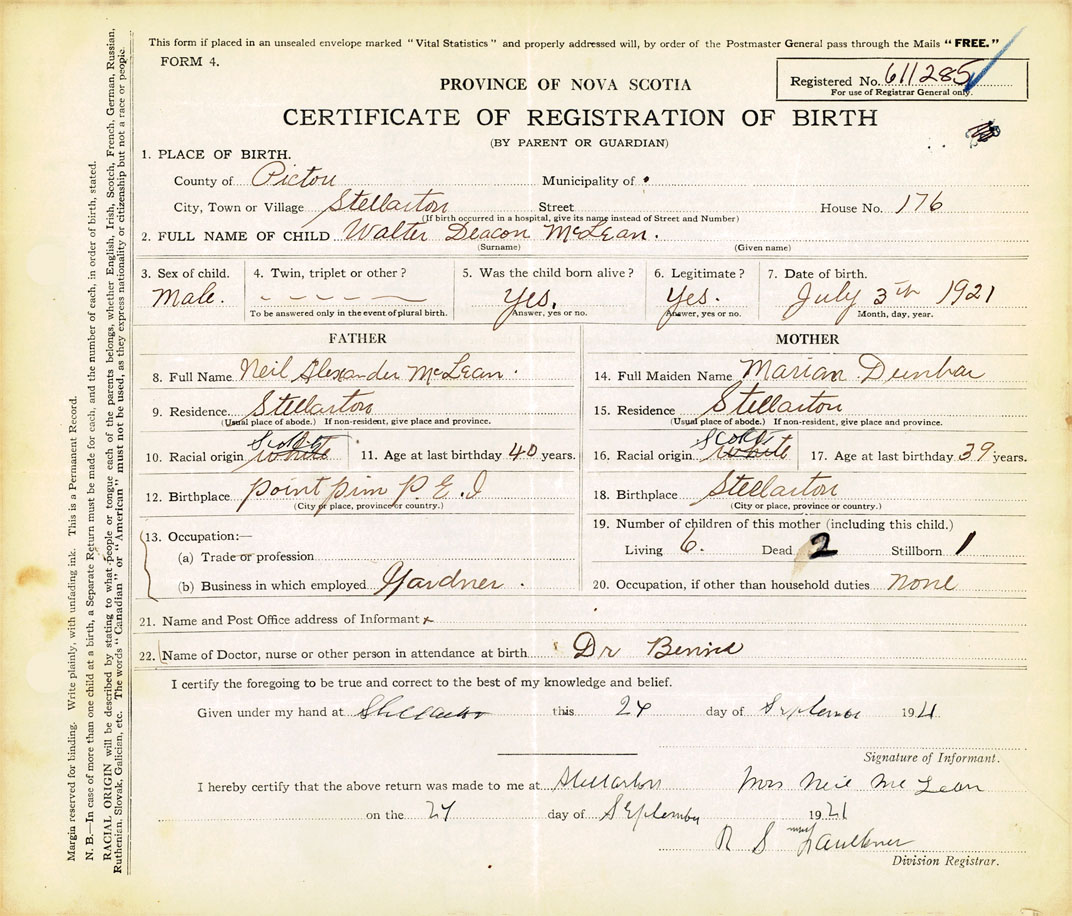 This form if placed in an unsealed envelope marked "Vital Statistics" and properly addressed will, by order of the Postmaster General pass through the Mails "FREE."
FORM 4.
Registered No. 611285
For use of Registrar General only.
PROVINCE OF NOVA SCOTIA
CERTIFICATE OF REGISTRATION OF BIRTH
(BY PARENT OR GUARDIAN)
1. PLACE OF BIRTH.
County of Pictou Municipality of
City, Town or Village Stellarton Street House No. 176
(If birth occurred in a hospital, give its name instead of Street and Number)
2. FULL NAME OF CHILD Walter Deacon McLean.
(Surname) (Given name)
3. Sex of child. 4. Twin, triplet or other? 5. Was the child born alive? 6. Legitimate? 7. Date of birth.
Male. – – – – — Yes. Yes. July 3th 1921
To be answered only in the event of plural birth. Answer, yes or no. Answer, yes or no. Month, day, year.
FATHER MOTHER
8. Full Name Neil Alexander McLean. 14. Full Maiden Name Marian Dunbar
9. Residence Stellarton 15. Residence Stellarton
(Usual place of abode.) If non-resident, give place and province. (Usual place of abode.) If non-resident, give place and province.
10. Racial origin Scotch white 11. Age at last birthday 40 years. 16. Racial origin Scotch white 17. Age at last birthday 39 years.
12. Birthplace point prim P.E.I 18. Birthplace Stellarton
(City or place, province or country.) (City or place, province or country.)
13. Occupation:— 19. Number of children of this mother (including this child.)
(a) Trade or profession Living 6. Dead 2 Stillborn 1
(b) Business in which employed Gardner. 20. Occupation, if other than household duties none
21. Name and Post Office address of Informant x
22. Name of Doctor, nurse or other person in attendance at birth Dr
I certify the foregoing to be true and correct to the best of my knowledge and belief.
Given under my hand at Stellarton this 24 day of September 1921
Signature of Informant.
I hereby certify that the above return was made to me at Stellarton Mrs Neil McLean
on the 27 day of September 1921
R S Faulkner
Division Registrar.
Margin reserved for binding. Write plainly, with unfading ink. This is a Permanent Record.
N. B.—In case of more than one child at a birth, a Separate Return must be made for each, and the number of each, in order of birth, stated.
RACIAL ORIGIN will be described by stating to what people or tongue each of the parents belongs, whether English, Irish, Scotch, French, German, Russian,
Ruthenian, Slovak, Galician, etc. The words "Canadian" or "American" must not be used, as they express nationality or citizenship but not a race or people.